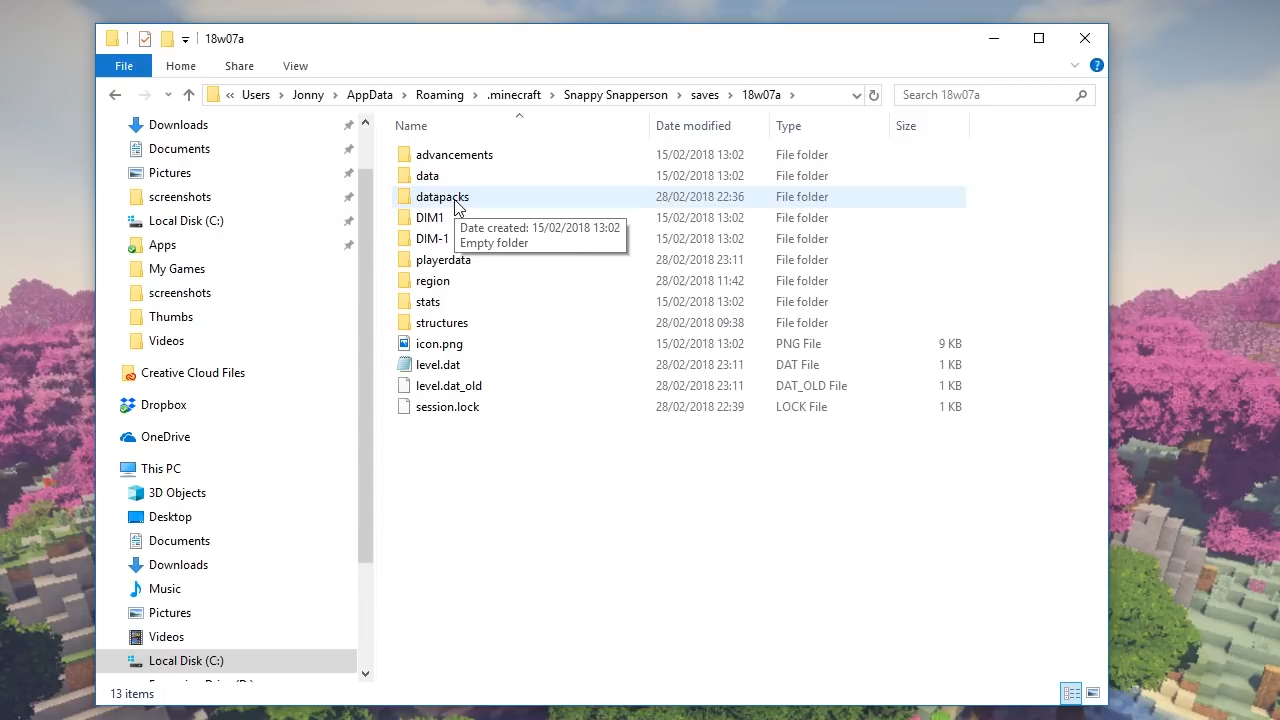 18w07a
File Home Share View
« Users > Jonny > AppData > Roaming > .minecraft > Snappy Snapperson > saves > 18w07a >
Search 18w07a
Name Date modified Type Size
Downloads
Documents
Pictures
screenshots
Local Disk (C:)
Apps
My Games
screenshots
Thumbs
Videos
Creative Cloud Files
Dropbox
OneDrive
This PC
3D Objects
Desktop
Documents
Downloads
Music
Pictures
Videos
Local Disk (C:)
advancements 15/02/2018 13:02 File folder
data 15/02/2018 13:02 File folder
datapacks 28/02/2018 22:36 File folder
DIM1 15/02/2018 13:02 File folder
DIM-1 15/02/2018 13:02 File folder
playerdata 28/02/2018 23:11 File folder
region 28/02/2018 11:42 File folder
stats 15/02/2018 13:02 File folder
structures 28/02/2018 09:38 File folder
icon.png 15/02/2018 13:02 PNG File 9 KB
level.dat 28/02/2018 23:11 DAT File 1 KB
level.dat_old 28/02/2018 23:11 DAT_OLD File 1 KB
session.lock 28/02/2018 22:39 LOCK File 1 KB
Date created: 15/02/2018 13:02
Empty folder
13 items